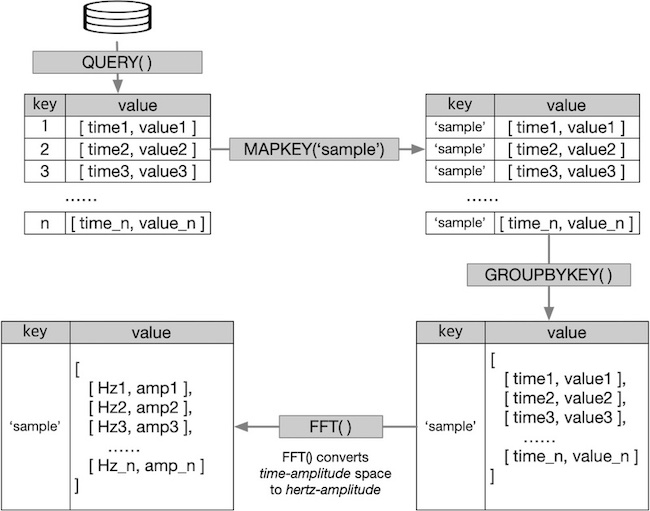 QUERY( )
key value
1 [ time1, value1 ]
2 [ time2, value2 ]
3 [ time3, value3 ]
……
n [ time_n, value_n ]
MAPKEY(‘sample’)
key value
‘sample’ [ time1, value1 ]
‘sample’ [ time2, value2 ]
‘sample’ [ time3, value3 ]
……
‘sample’ [ time_n, value_n ]
GROUPBYKEY( )
key value
‘sample’
[
[ time1, value1 ],
[ time2, value2 ],
[ time3, value3 ],
……
[ time_n, value_n ]
]
FFT( )
FFT() converts
time-amplitude space
to hertz-amplitude
key value
‘sample’
[
[ Hz1, amp1 ],
[ Hz2, amp2 ],
[ Hz3, amp3 ],
……
[ Hz_n, amp_n ]
]